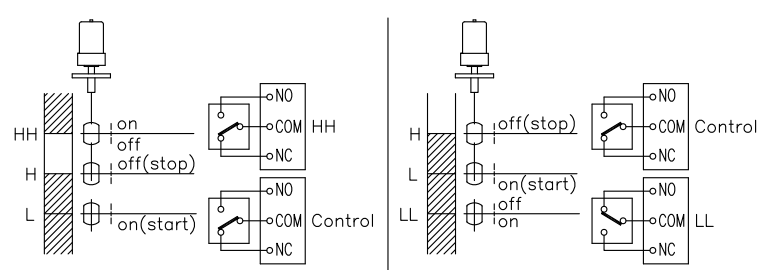 on
HH
off
off(stop)
H
L
on(start)
NO
COM
NC
HH
NO
COM
NC
Control
H
off(stop)
L
on(start)
off
LL
on
NO
COM
NC
Control
NO
COM
NC
LL